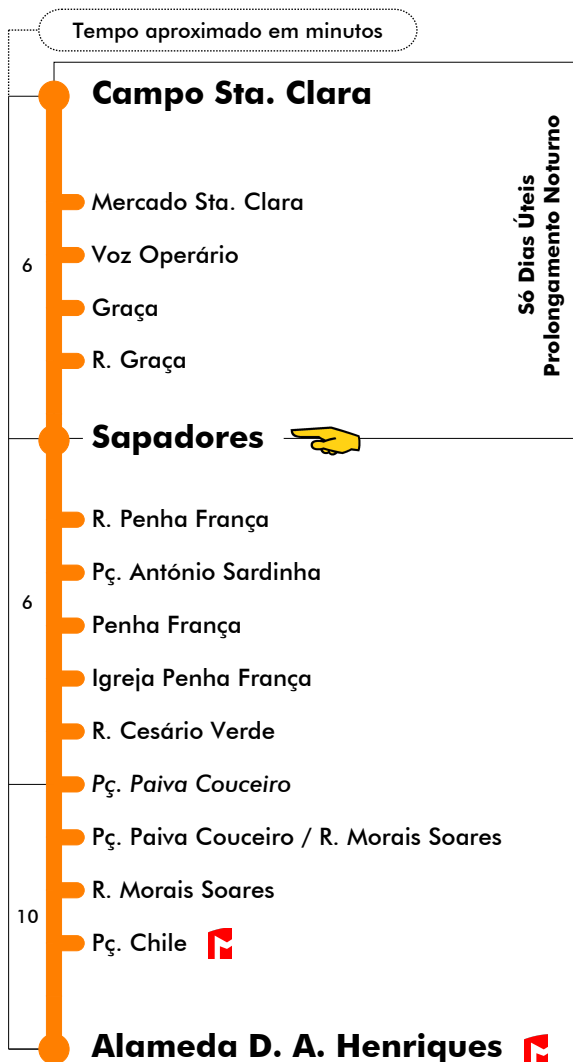 Tempo aproximado em minutos
Campo Sta. Clara
Só Dias Úteis
Prolongamento Noturno
Mercado Sta. Clara
Voz Operário
6
Graça
R. Graça
Sapadores
R. Penha França
Pç. António Sardinha
6
Penha França
Igreja Penha França
R. Cesário Verde
Pç. Paiva Couceiro
Pç. Paiva Couceiro / R. Morais Soares
R. Morais Soares
10
Pç. Chile
Alameda D. A. Henriques